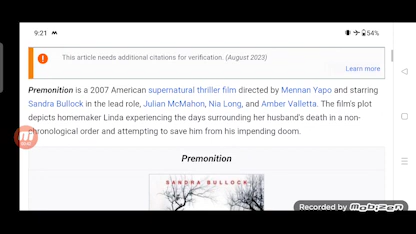 9:21
54%
This article needs additional citations for verification. (August 2023)
Learn more
Premonition is a 2007 American supernatural thriller film directed by Mennan Yapo and starring
Sandra Bullock in the lead role, Julian McMahon, Nia Long, and Amber Valletta. The film's plot
depicts homemaker Linda experiencing the days surrounding her husband's death in a non-
chronological order and attempting to save him from his impending doom.
Premonition
SANDRA BULLOCK
Recorded by Mobizen